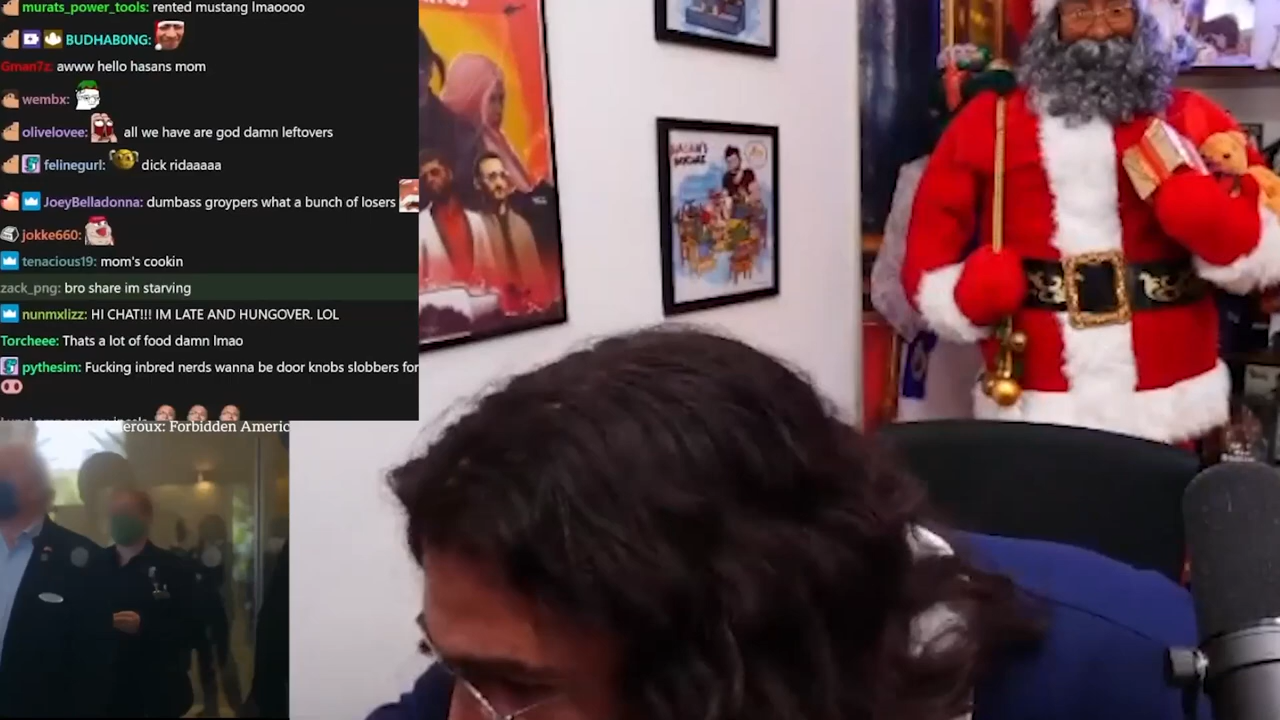 murats_power_tools: rented mustang lmaoooo
BUDHAB0NG:
Gman7z: awww hello hasans mom
wembx:
olivelovee: all we have are god damn leftovers
felinegurl: dick ridaaaaa
JoeyBelladonna: dumbass groypers what a bunch of losers
jokke660:
tenacious19: mom's cookin
zack_png: bro share im starving
nunmxlizz: HI CHAT!!! IM LATE AND HUNGOVER. LOL
Torcheee: Thats a lot of food damn lmao
pythesim: Fucking inbred nerds wanna be door knobs slobbers for
eroux: Forbidden Americ